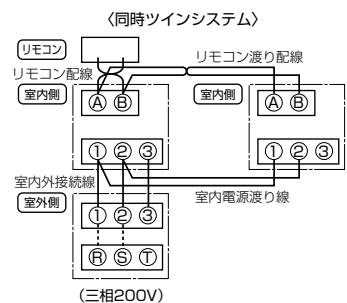 〈同時ツインシステム〉
リモコン
リモコン配線
リモコン渡り配線
室内側
Ⓐ Ⓑ
室内側
Ⓐ Ⓑ
① ② ③
① ② ③
室内外接続線
室内電源渡り線
室外側
① ② ③
Ⓡ Ⓢ Ⓣ
(三相200V)